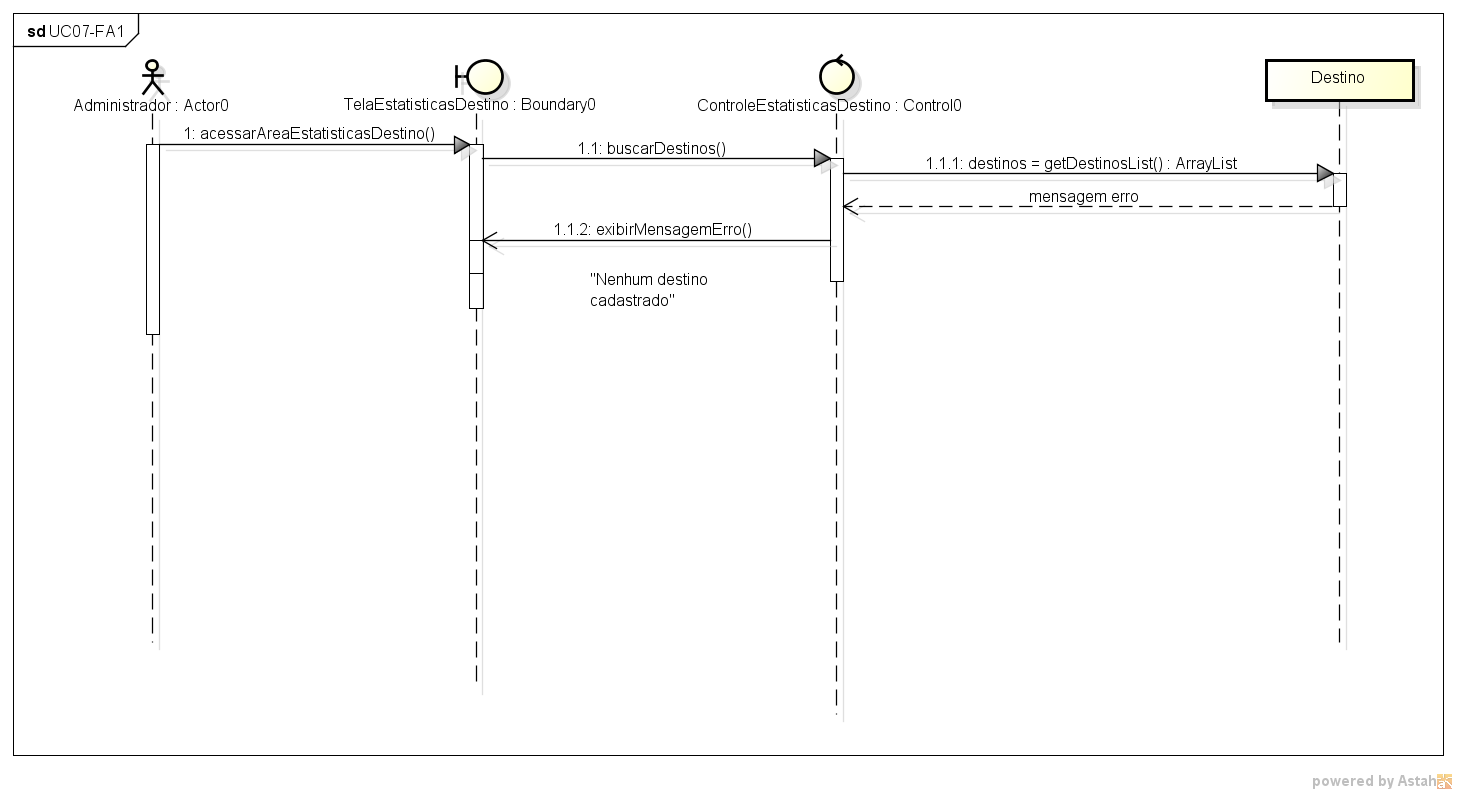 sd UC07-FA1
Administrador : Actor0
TelaEstatisticasDestino : Boundary0
ControleEstatisticasDestino : Control0
Destino
1: acessarAreaEstatisticasDestino()
1.1: buscarDestinos()
1.1.1: destinos = getDestinosList() : ArrayList
mensagem erro
1.1.2: exibirMensagemErro()
"Nenhum destino
cadastrado"
powered by Astah